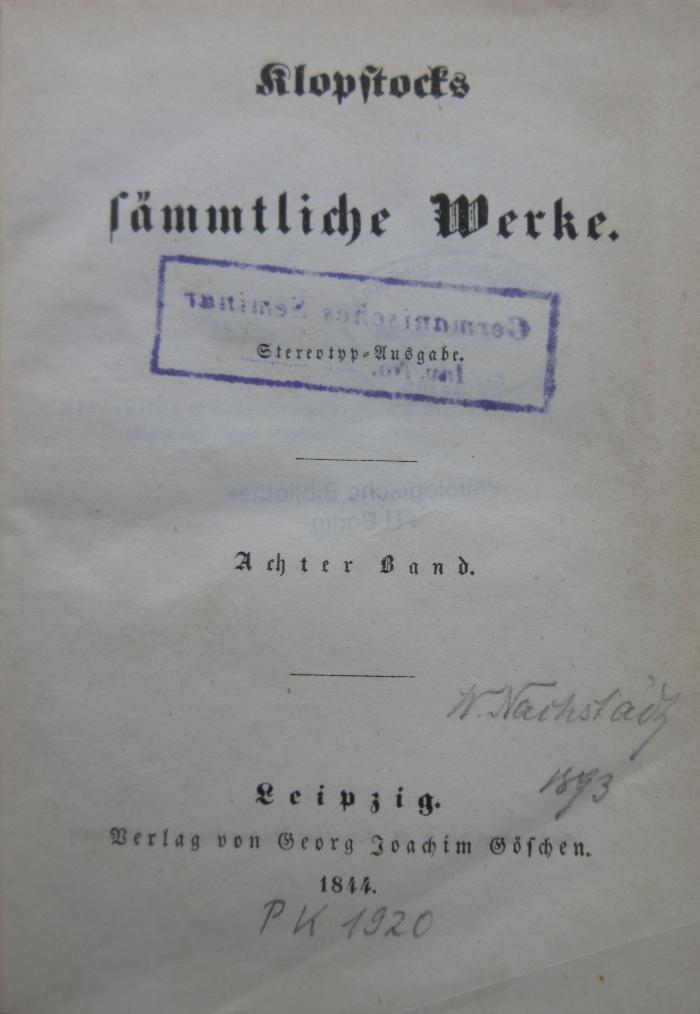 Klopſtocks
ſämmtliche Werke.
Germanisches Seminar
Stereotyp-Ausgabe.
Inv. No.
Philologische Bibliothek
FU Berlin
Achter Band.
W. Nachstädt
1893
Leipzig.
Verlag von Georg Joachim Göſchen.
1844.
PK 1920